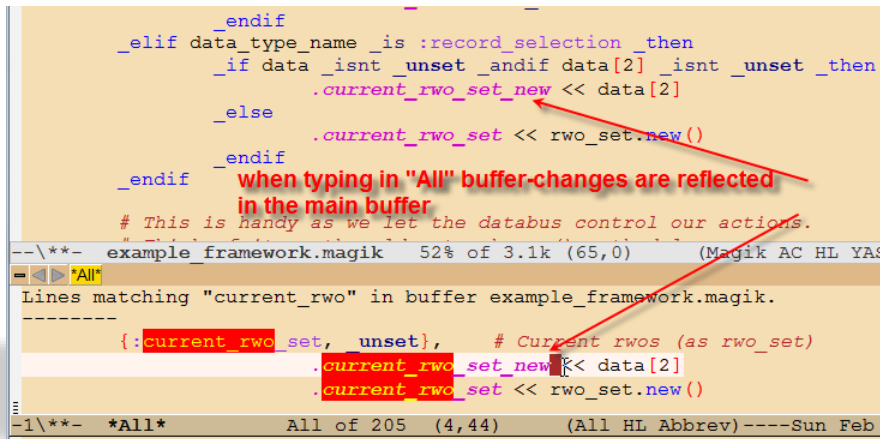 _endif
_elif data_type_name _is :record_selection _then
_if data _isnt _unset _andif data[2] _isnt _unset _then
.current_rwo_set_new << data[2]
_else
.current_rwo_set << rwo_set.new()
_endif
_endif
when typing in "All" buffer-changes are reflected
in the main buffer
# This is handy as we let the databus control our actions.
--\**- example_framework.magik 52% of 3.1k (65,0) (Magik AC HL YAS
*All*
Lines matching "current_rwo" in buffer example_framework.magik.
--------
{:current_rwo_set, _unset}, # Current rwos (as rwo_set)
.current_rwo_set_new << data[2]
.current_rwo_set << rwo_set.new()
-1\**- *All* All of 205 (4,44) (All HL Abbrev)----Sun Feb